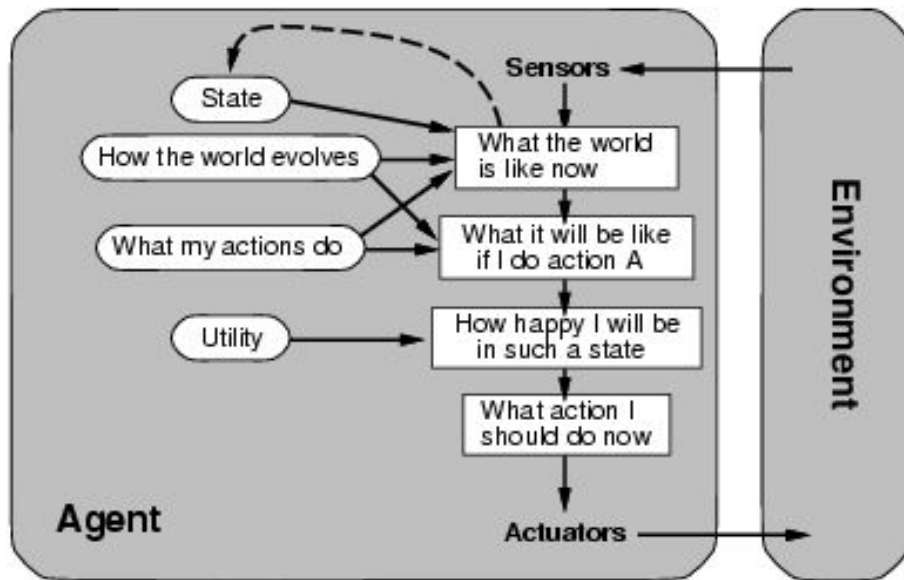 Sensors
State
What the world
is like now
How the world evolves
What it will be like
if I do action A
What my actions do
How happy I will be
in such a state
Utility
What action I
should do now
Agent
Actuators
Environment